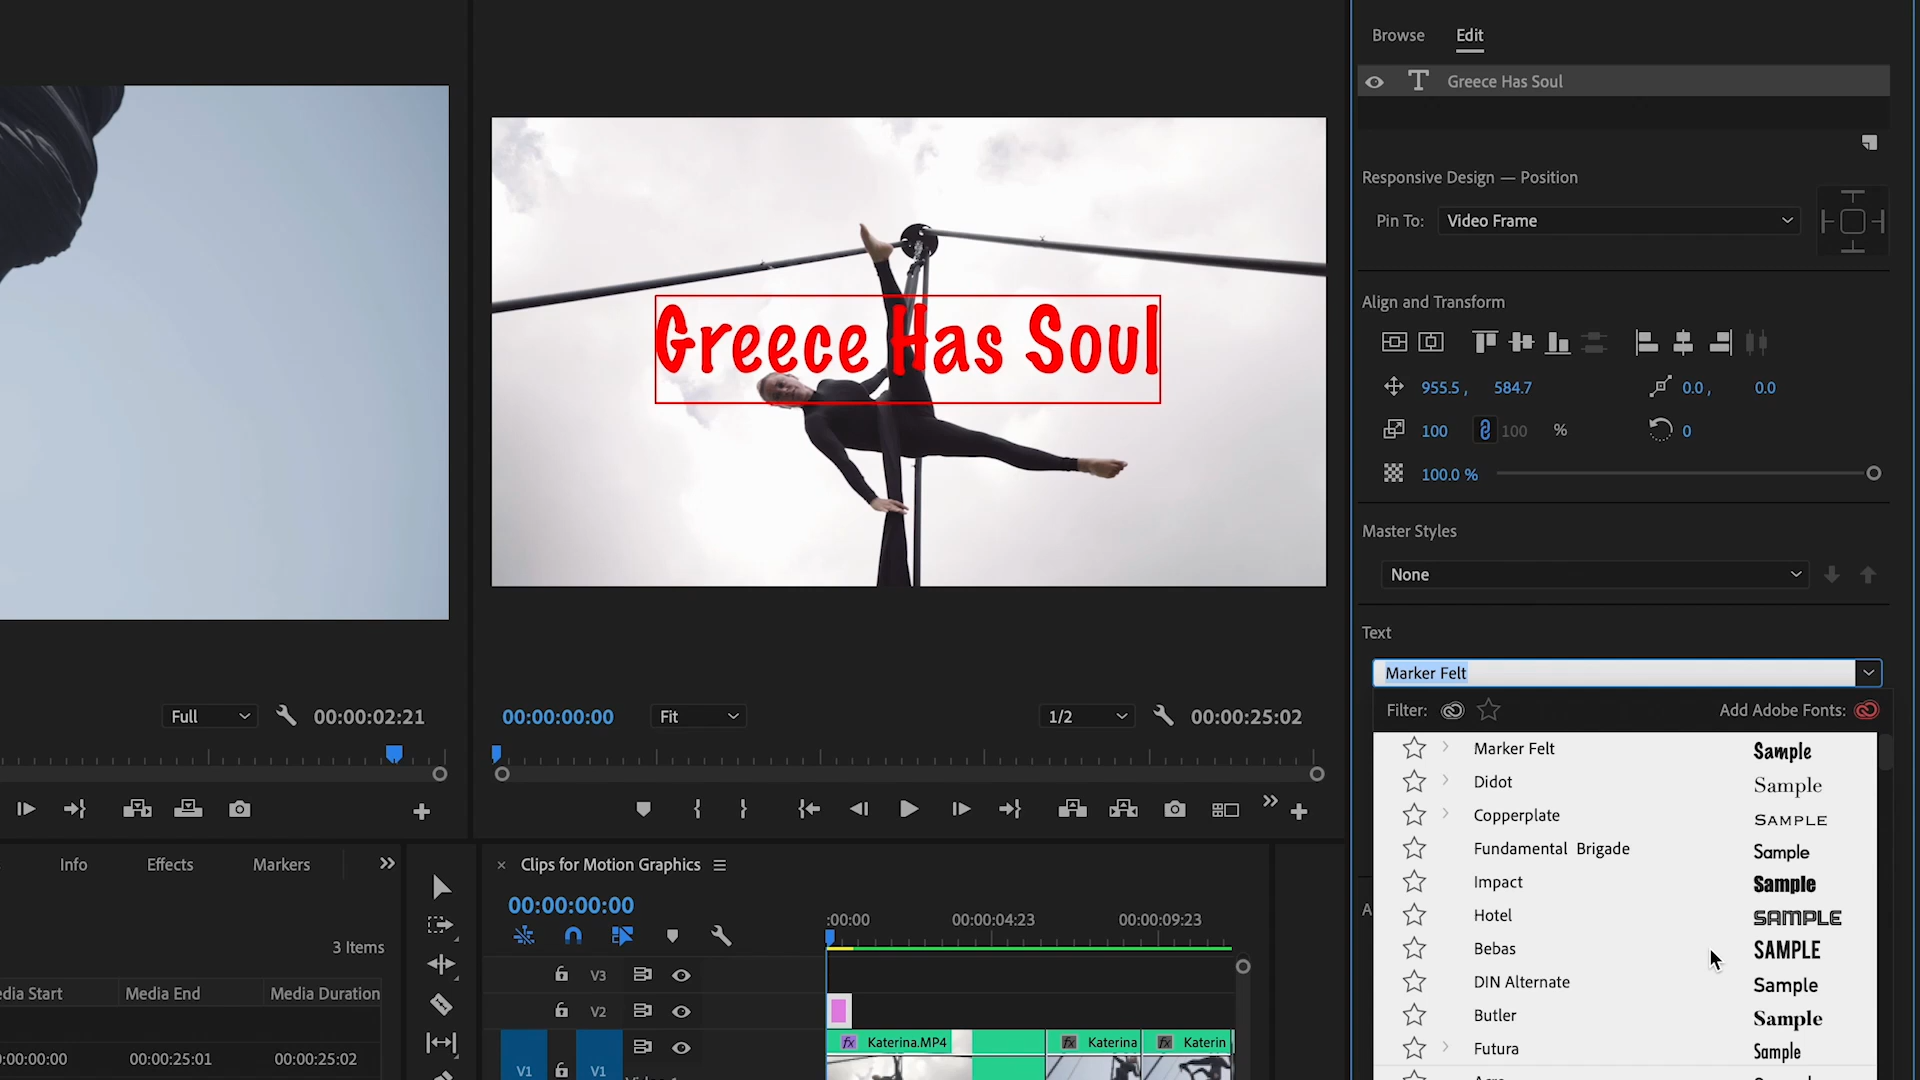 Browse Edit
Greece Has Soul
Responsive Design — Position
Pin To: Video Frame
Align and Transform
955.5 , 584.7 0.0 , 0.0
100 100 % 0
100.0 %
Master Styles
None
Text
Marker Felt
Filter: Add Adobe Fonts:
Marker Felt Sample
Didot Sample
Copperplate SAMPLE
Fundamental Brigade Sample
Impact Sample
Hotel SAMPLE
Bebas SAMPLE
DIN Alternate Sample
Butler Sample
Futura Sample
Greece Has Soul
Full 00:00:02:21
00:00:00:00 Fit 1/2 00:00:25:02
Info Effects Markers
3 Items
edia Start Media End Media Duration
0:00:00:00 00:00:25:01 00:00:25:02
× Clips for Motion Graphics
00:00:00:00
:00:00 00:00:04:23 00:00:09:23
V3
V2
V1 V1
fx Katerina.MP4 fx Katerina fx Katerin